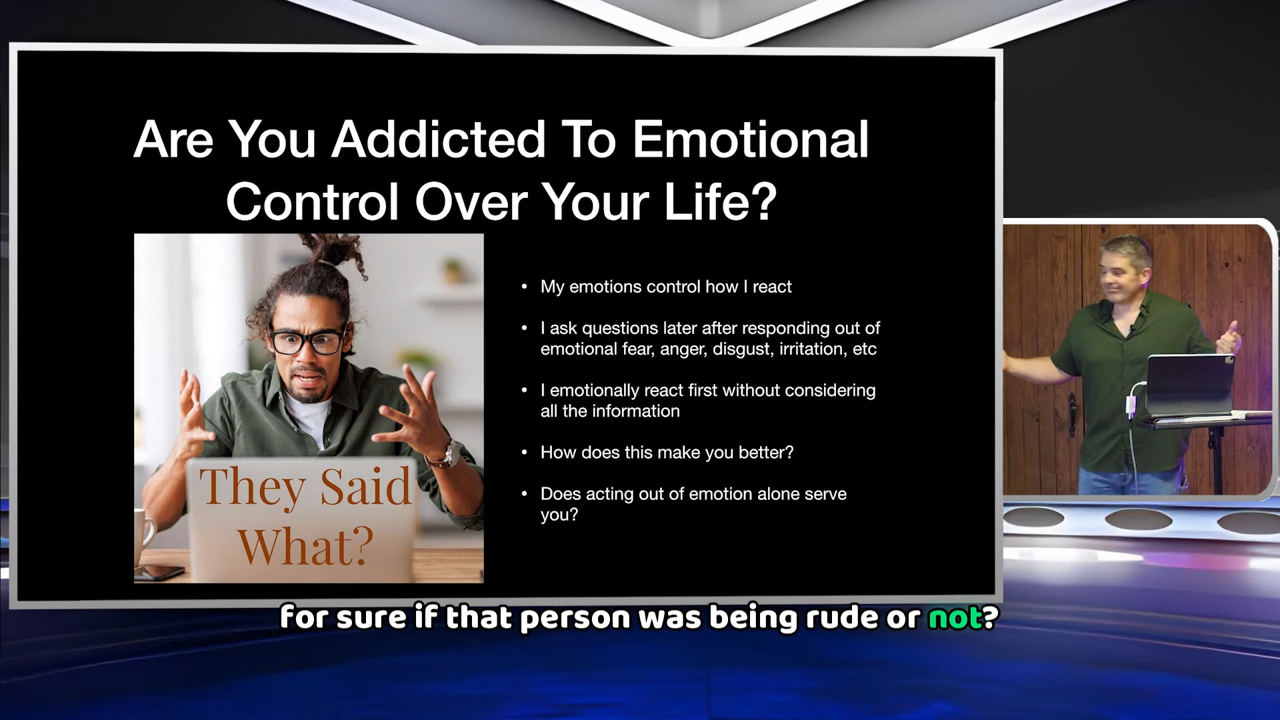 Are You Addicted To Emotional
Control Over Your Life?
They Said
What?
• My emotions control how I react
• I ask questions later after responding out of
emotional fear, anger, disgust, irritation, etc
• I emotionally react first without considering
all the information
• How does this make you better?
• Does acting out of emotion alone serve
you?
for sure if that person was being rude or not?